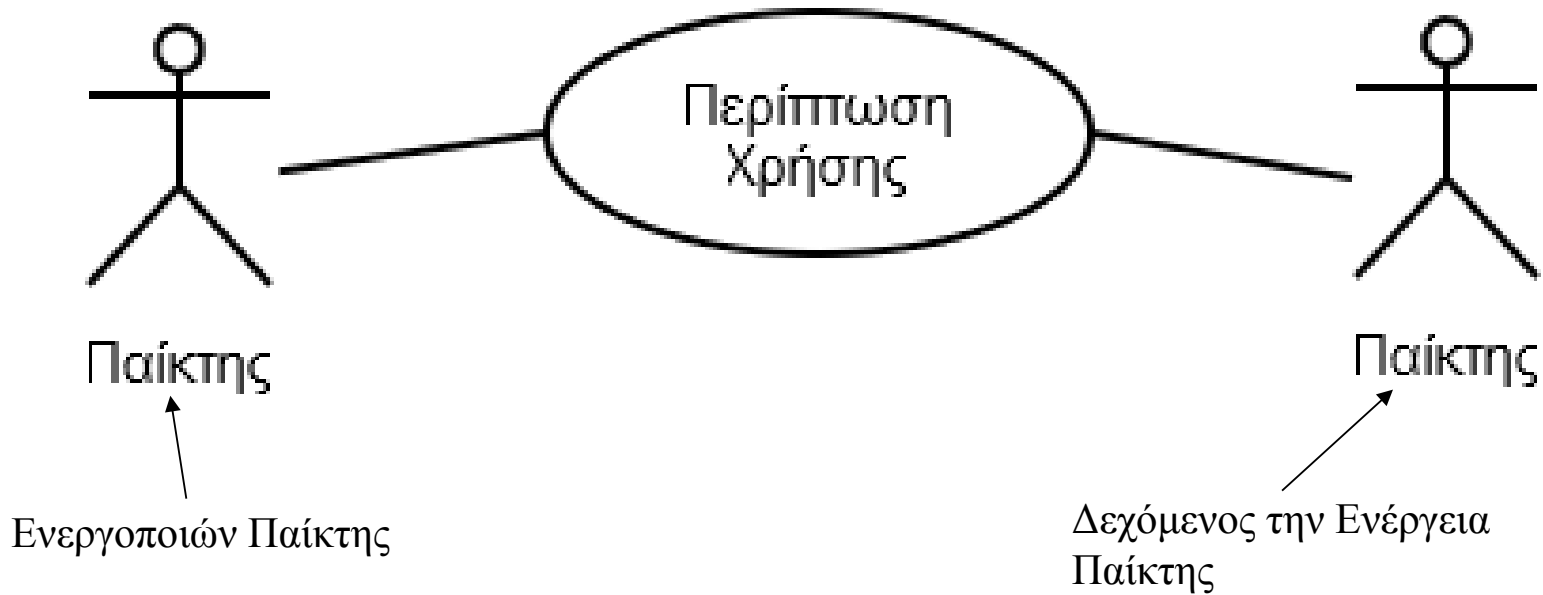 Περίπτωση
Χρήσης
Παίκτης
Παίκτης
Ενεργοποιών Παίκτης
Δεχόμενος την Ενέργεια
Παίκτης